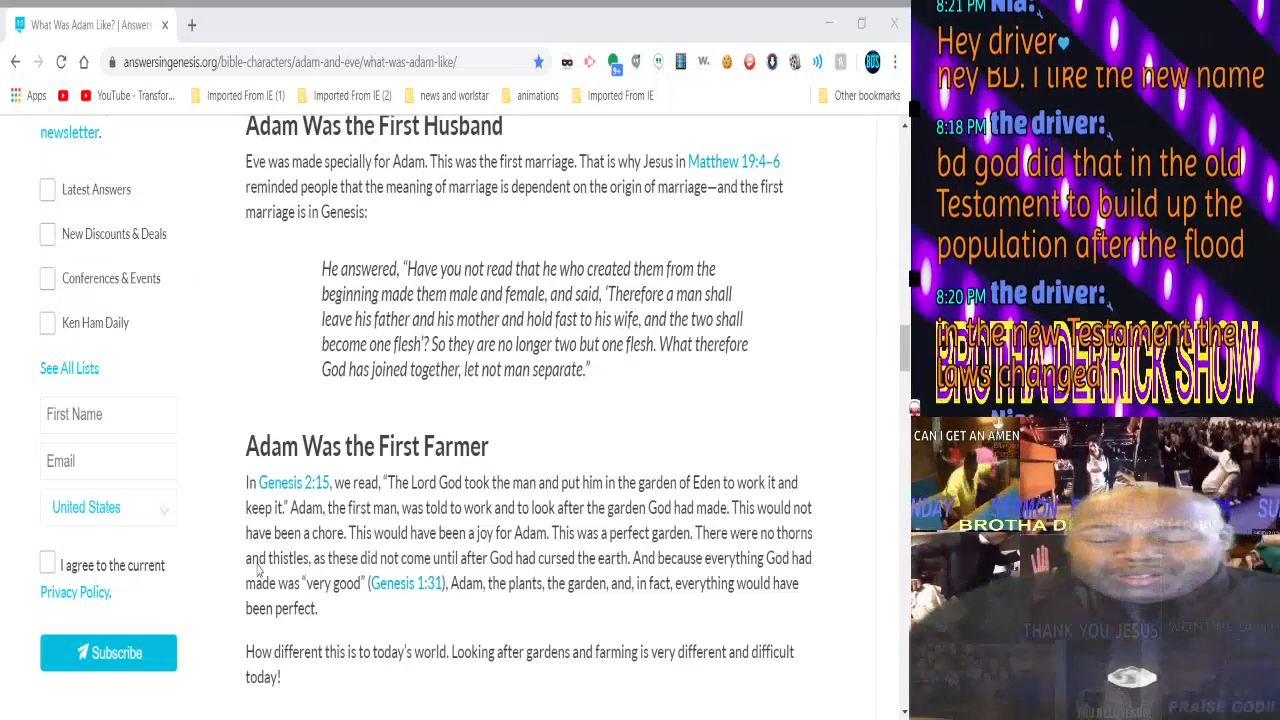 What Was Adam Like? | Answers
answersingenesis.org/bible-characters/adam-and-eve/what-was-adam-like/
9+
W.
BDS
Apps
YouTube - Transfor...
Imported From IE (1)
Imported From IE (2)
news and worlstar
animations
Imported From IE
Other bookmarks
newsletter.
Latest Answers
New Discounts & Deals
Conferences & Events
Ken Ham Daily
See All Lists
First Name
Email
United States
I agree to the current
Privacy Policy.
Subscribe
Adam Was the First Husband
Eve was made specially for Adam. This was the first marriage. That is why Jesus in Matthew 19:4–6
reminded people that the meaning of marriage is dependent on the origin of marriage—and the first
marriage is in Genesis:
He answered, “Have you not read that he who created them from the
beginning made them male and female, and said, ‘Therefore a man shall
leave his father and his mother and hold fast to his wife, and the two shall
become one flesh’? So they are no longer two but one flesh. What therefore
God has joined together, let not man separate.”
Adam Was the First Farmer
In Genesis 2:15, we read, “The Lord God took the man and put him in the garden of Eden to work it and
keep it.” Adam, the first man, was told to work and to look after the garden God had made. This would not
have been a chore. This would have been a joy for Adam. This was a perfect garden. There were no thorns
and thistles, as these did not come until after God had cursed the earth. And because everything God had
made was “very good” (Genesis 1:31), Adam, the plants, the garden, and, in fact, everything would have
been perfect.
How different this is to today’s world. Looking after gardens and farming is very different and difficult
today!
8:21 PM Nia:
Hey driver
hey BD. I like the new name
8:18 PM the driver:
bd god did that in the old
Testament to build up the
population after the flood
8:20 PM the driver:
in the new Testament the
laws changed
BROTHA DERRICK SHOW
Nia:
CAN I GET AN AMEN
SERMON
BROTHA DE
THANK YOU JESUS
PRAISE GOD!!